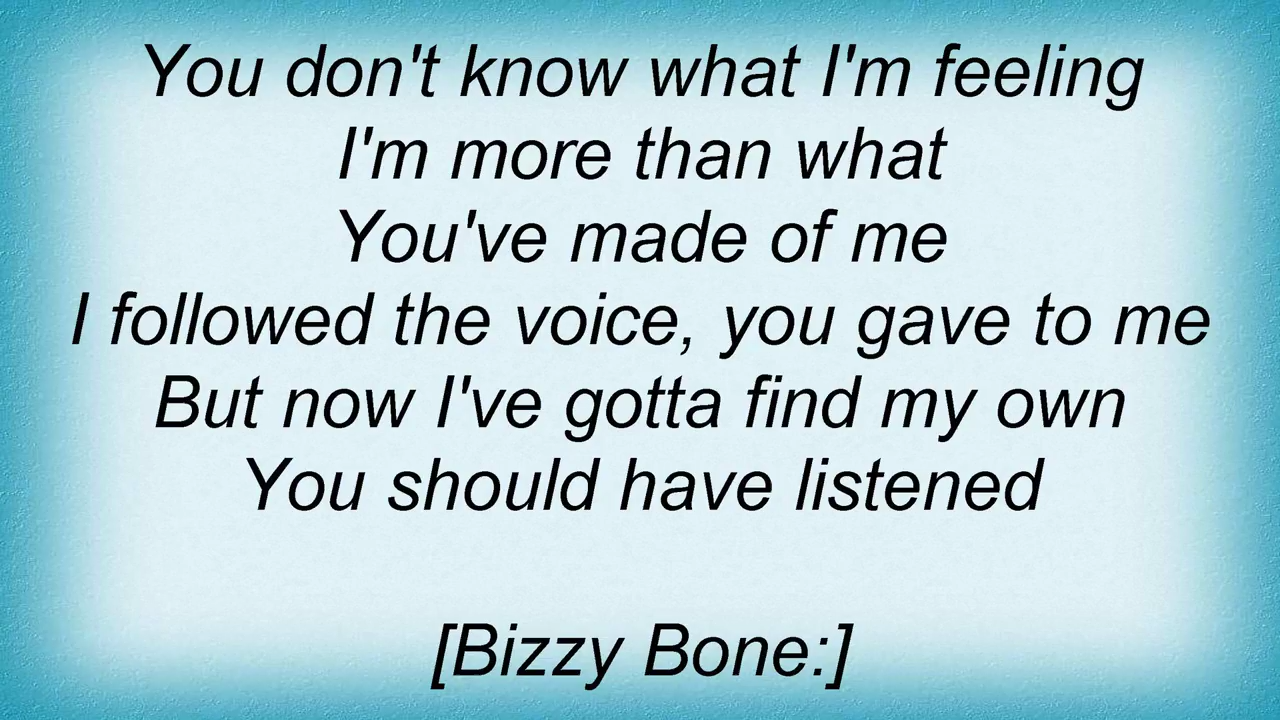 You don't know what I'm feeling
I'm more than what
You've made of me
I followed the voice, you gave to me
But now I've gotta find my own
You should have listened
[Bizzy Bone:]